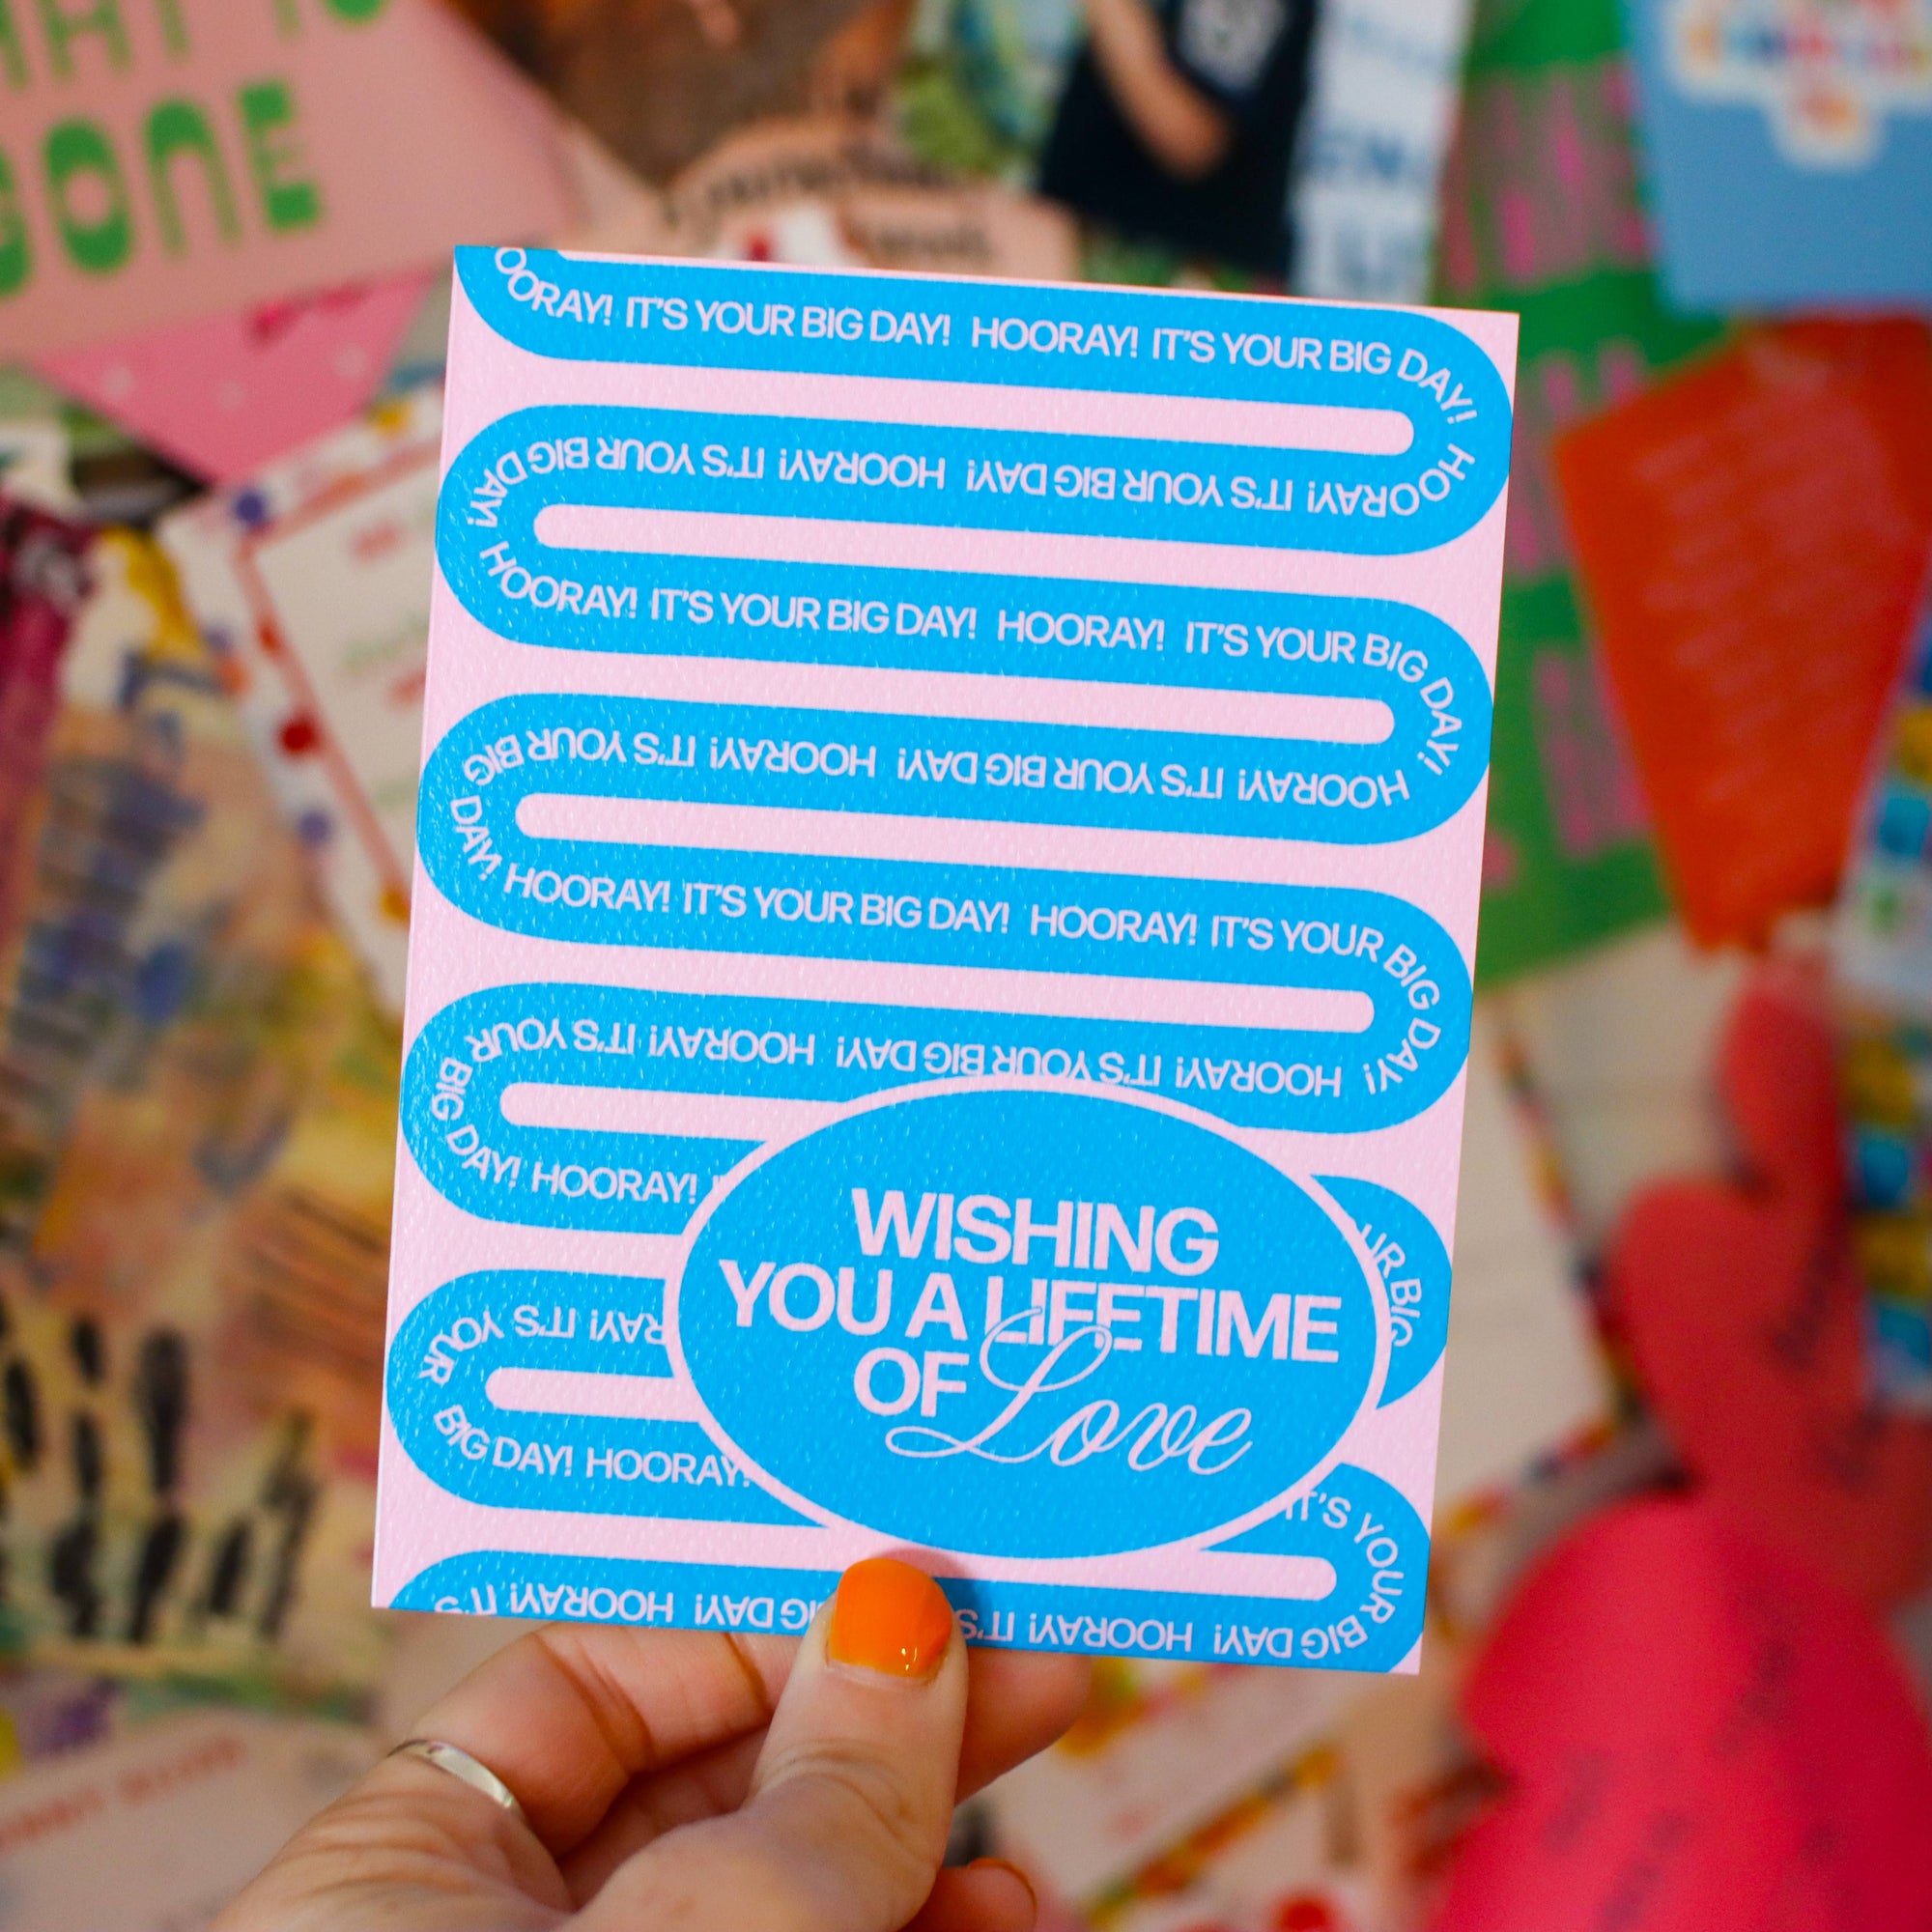 OORAY! IT'S YOUR BIG DAY! HOORAY! IT'S YOUR BIG DAY! HOORAY! IT'S YOUR BIG DAY! HOORAY! IT'S YOUR BIG DAY!
HOORAY! IT'S YOUR BIG DAY! HOORAY! IT'S YOUR BIG DAY!
HOORAY! IT'S YOUR BIG DAY! HOORAY! IT'S YOUR BIG DAY!
HOORAY! IT'S YOUR BIG DAY! HOORAY! IT'S YOUR BIG DAY!
HOORAY! IT'S YOUR BIG DAY! HOORAY! IT'S YOUR BIG DAY!
HOORAY!
UR BIG
RAY! IT'S YOUR BIG DAY! HOORAY!
IT'S YOUR BIG DAY! HOORAY! IT'S
BIG DAY! HOORAY! IT'S
WISHING
YOU A LIFETIME
OF Love
GONE